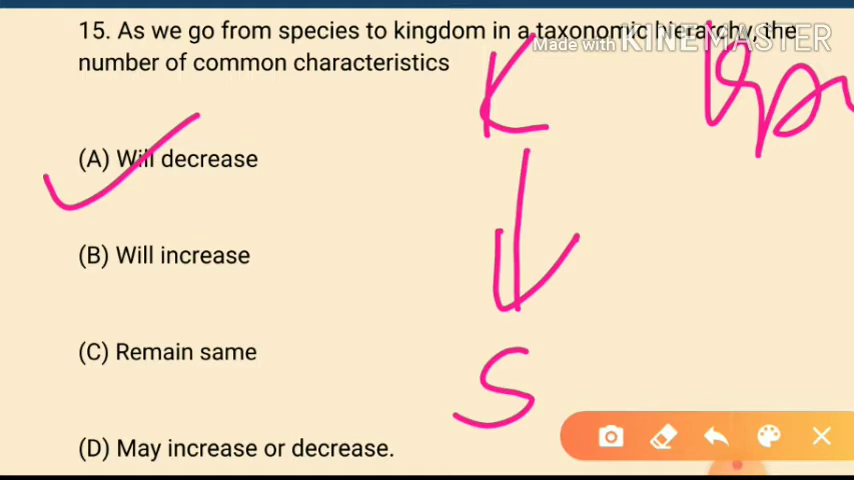 15. As we go from species to kingdom in a taxonomic hierarchy, the
number of common characteristics
Made with KINEMASTER
K
(A) Will decrease
(B) Will increase
(C) Remain same
S
(D) May increase or decrease.